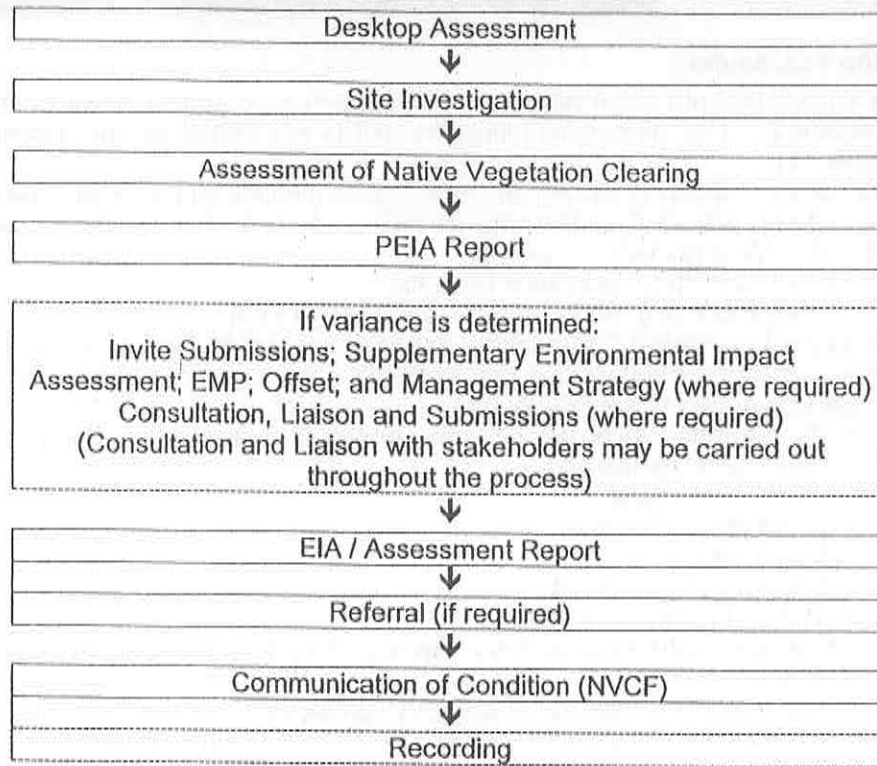 Desktop Assessment
Site Investigation
Assessment of Native Vegetation Clearing
PEIA Report
If variance is determined:
Invite Submissions; Supplementary Environmental Impact
Assessment; EMP; Offset; and Management Strategy (where required)
Consultation, Liaison and Submissions (where required)
(Consultation and Liaison with stakeholders may be carried out
throughout the process)
EIA / Assessment Report
Referral (if required)
Communication of Condition (NVCF)
Recording